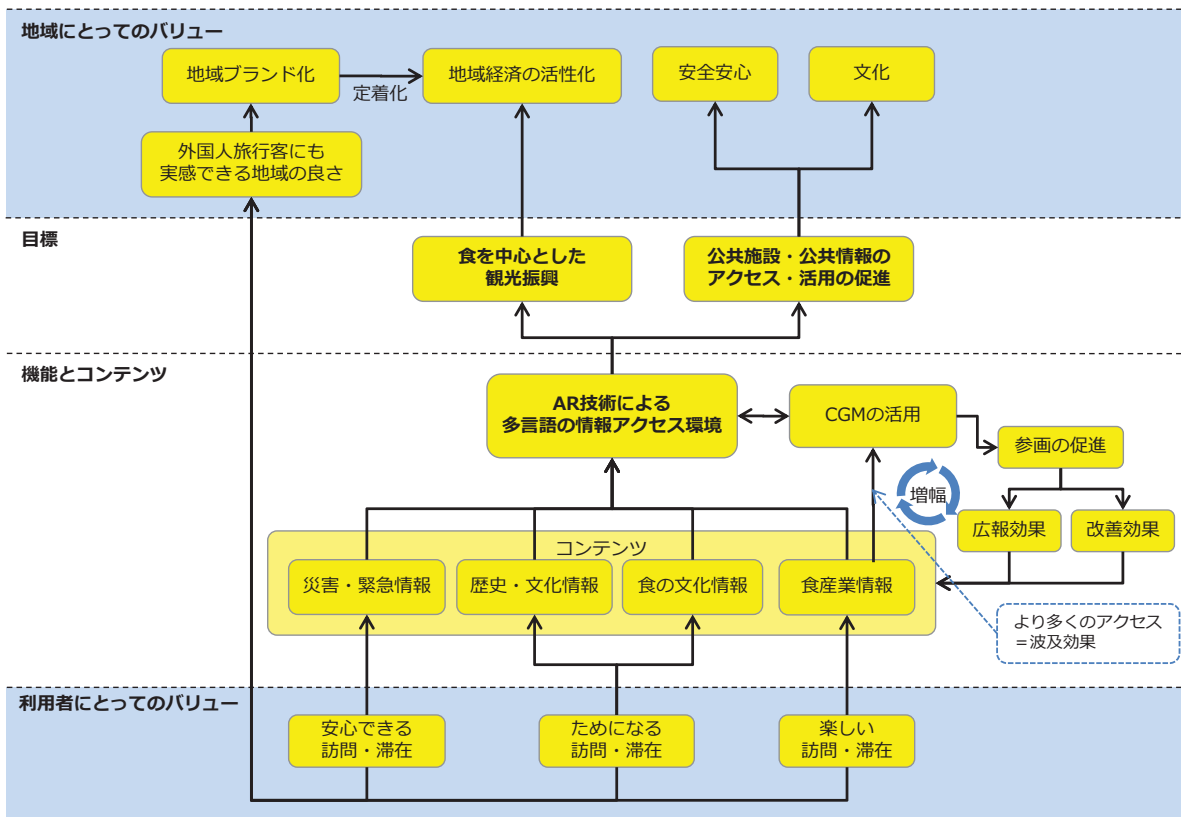 地域にとってのバリュー
地域ブランド化
定着化
地域経済の活性化
安全安心
文化
外国人旅行客にも
実感できる地域の良さ
目標
食を中心とした
観光振興
公共施設・公共情報の
アクセス・活用の促進
機能とコンテンツ
AR技術による
多言語の情報アクセス環境
CGMの活用
参画の促進
増幅
広報効果
改善効果
コンテンツ
災害・緊急情報
歴史・文化情報
食の文化情報
食産業情報
より多くのアクセス
＝波及効果
利用者にとってのバリュー
安心できる
訪問・滞在
ためになる
訪問・滞在
楽しい
訪問・滞在